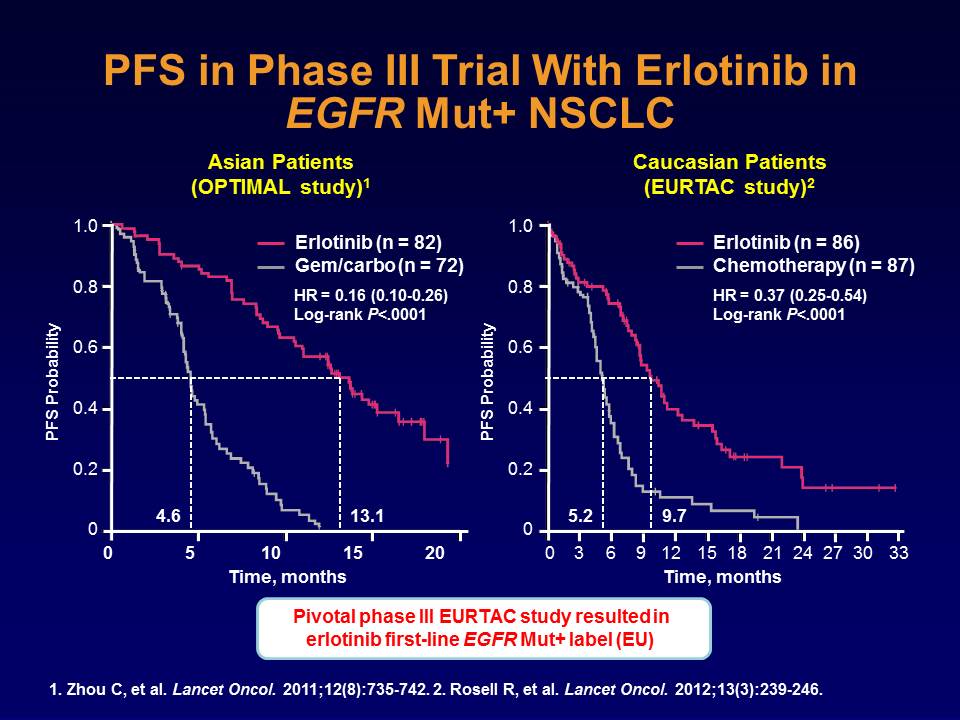 PFS in Phase III Trial With Erlotinib in
EGFR Mut+ NSCLC
Asian Patients
(OPTIMAL study)1
1.0
0.8
0.6
0.4
0.2
0
PFS Probability
Erlotinib (n = 82)
Gem/carbo (n = 72)
HR = 0.16 (0.10-0.26)
Log-rank P<.0001
4.6
13.1
0 5 10 15 20
Time, months
Caucasian Patients
(EURTAC study)2
1.0
0.8
0.6
0.4
0.2
0
PFS Probability
Erlotinib (n = 86)
Chemotherapy (n = 87)
HR = 0.37 (0.25-0.54)
Log-rank P<.0001
5.2
9.7
0 3 6 9 12 15 18 21 24 27 30 33
Time, months
Pivotal phase III EURTAC study resulted in
erlotinib first-line EGFR Mut+ label (EU)
1. Zhou C, et al. Lancet Oncol. 2011;12(8):735-742. 2. Rosell R, et al. Lancet Oncol. 2012;13(3):239-246.